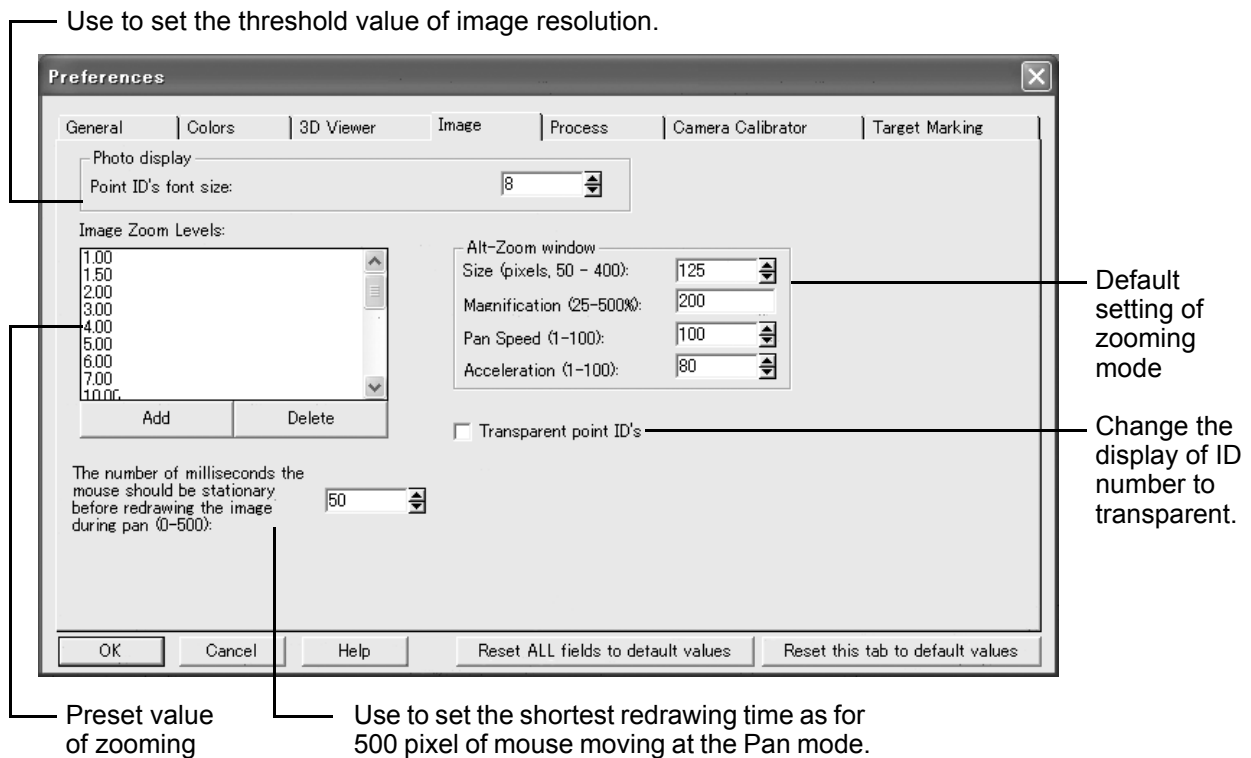 Use to set the threshold value of image resolution.
Preferences
General Colors 3D Viewer Image Process Camera Calibrator Target Marking
Photo display
Point ID's font size: 8
Image Zoom Levels:
1.00
1.50
2.00
3.00
4.00
5.00
6.00
7.00
10.00
Add Delete
Alt-Zoom window
Size (pixels, 50 - 400): 125
Magnification (25-500%): 200
Pan Speed (1-100): 100
Acceleration (1-100): 80
Default
setting of
zooming
mode
Transparent point ID's
Change the
display of ID
number to
transparent.
The number of milliseconds the
mouse should be stationary
before redrawing the image
during pan (0-500):
50
OK Cancel Help Reset ALL fields to default values Reset this tab to default values
Preset value
of zooming
Use to set the shortest redrawing time as for
500 pixel of mouse moving at the Pan mode.